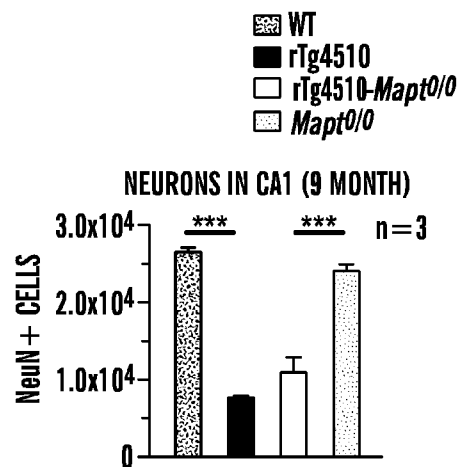 WT
rTg4510
rTg4510-Mapt0/0
Mapt0/0
NEURONS IN CA1 (9 MONTH)
*** *** n=3
3.0x10⁴
2.0x10⁴
1.0x10⁴
0
NeuN+ CELLS